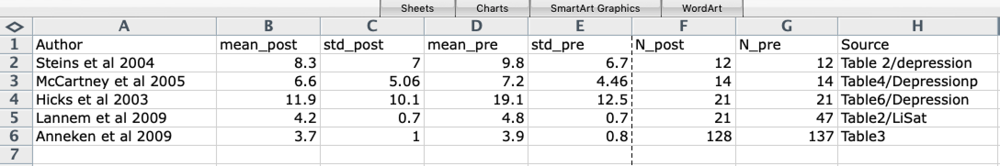 Sheets Charts SmartArt Graphics WordArt
A B C D E F G H
1 Author mean_post std_post mean_pre std_pre N_post N_pre Source
2 Steins et al 2004 8.3 7 9.8 6.7 12 12 Table 2/depression
3 McCartney et al 2005 6.6 5.06 7.2 4.46 14 14 Table4/Depressionp
4 Hicks et al 2003 11.9 10.1 19.1 12.5 21 21 Table6/Depression
5 Lannem et al 2009 4.2 0.7 4.8 0.7 21 47 Table2/LiSat
6 Anneken et al 2009 3.7 1 3.9 0.8 128 137 Table3
7